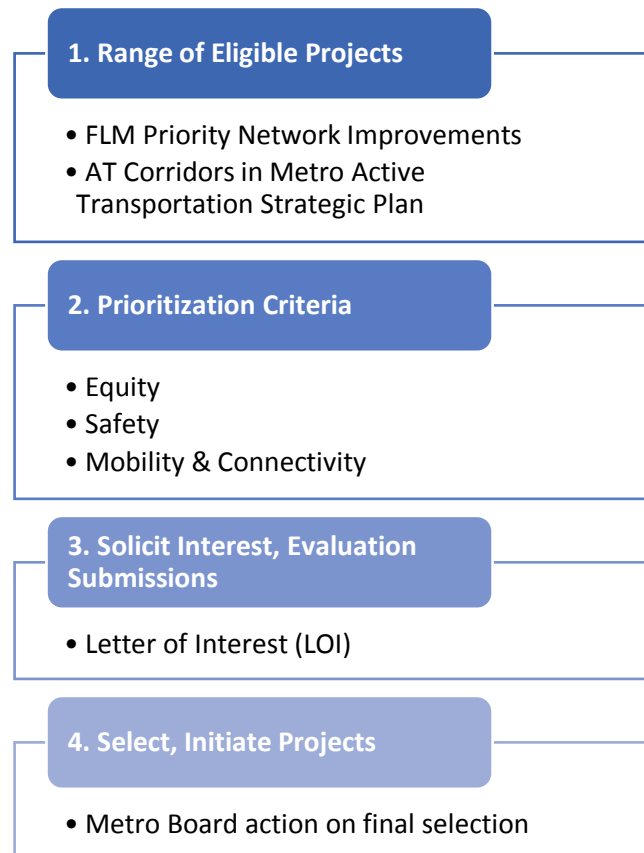 1. Range of Eligible Projects
• FLM Priority Network Improvements
• AT Corridors in Metro Active
Transportation Strategic Plan
2. Prioritization Criteria
• Equity
• Safety
• Mobility & Connectivity
3. Solicit Interest, Evaluation
Submissions
• Letter of Interest (LOI)
4. Select, Initiate Projects
• Metro Board action on final selection